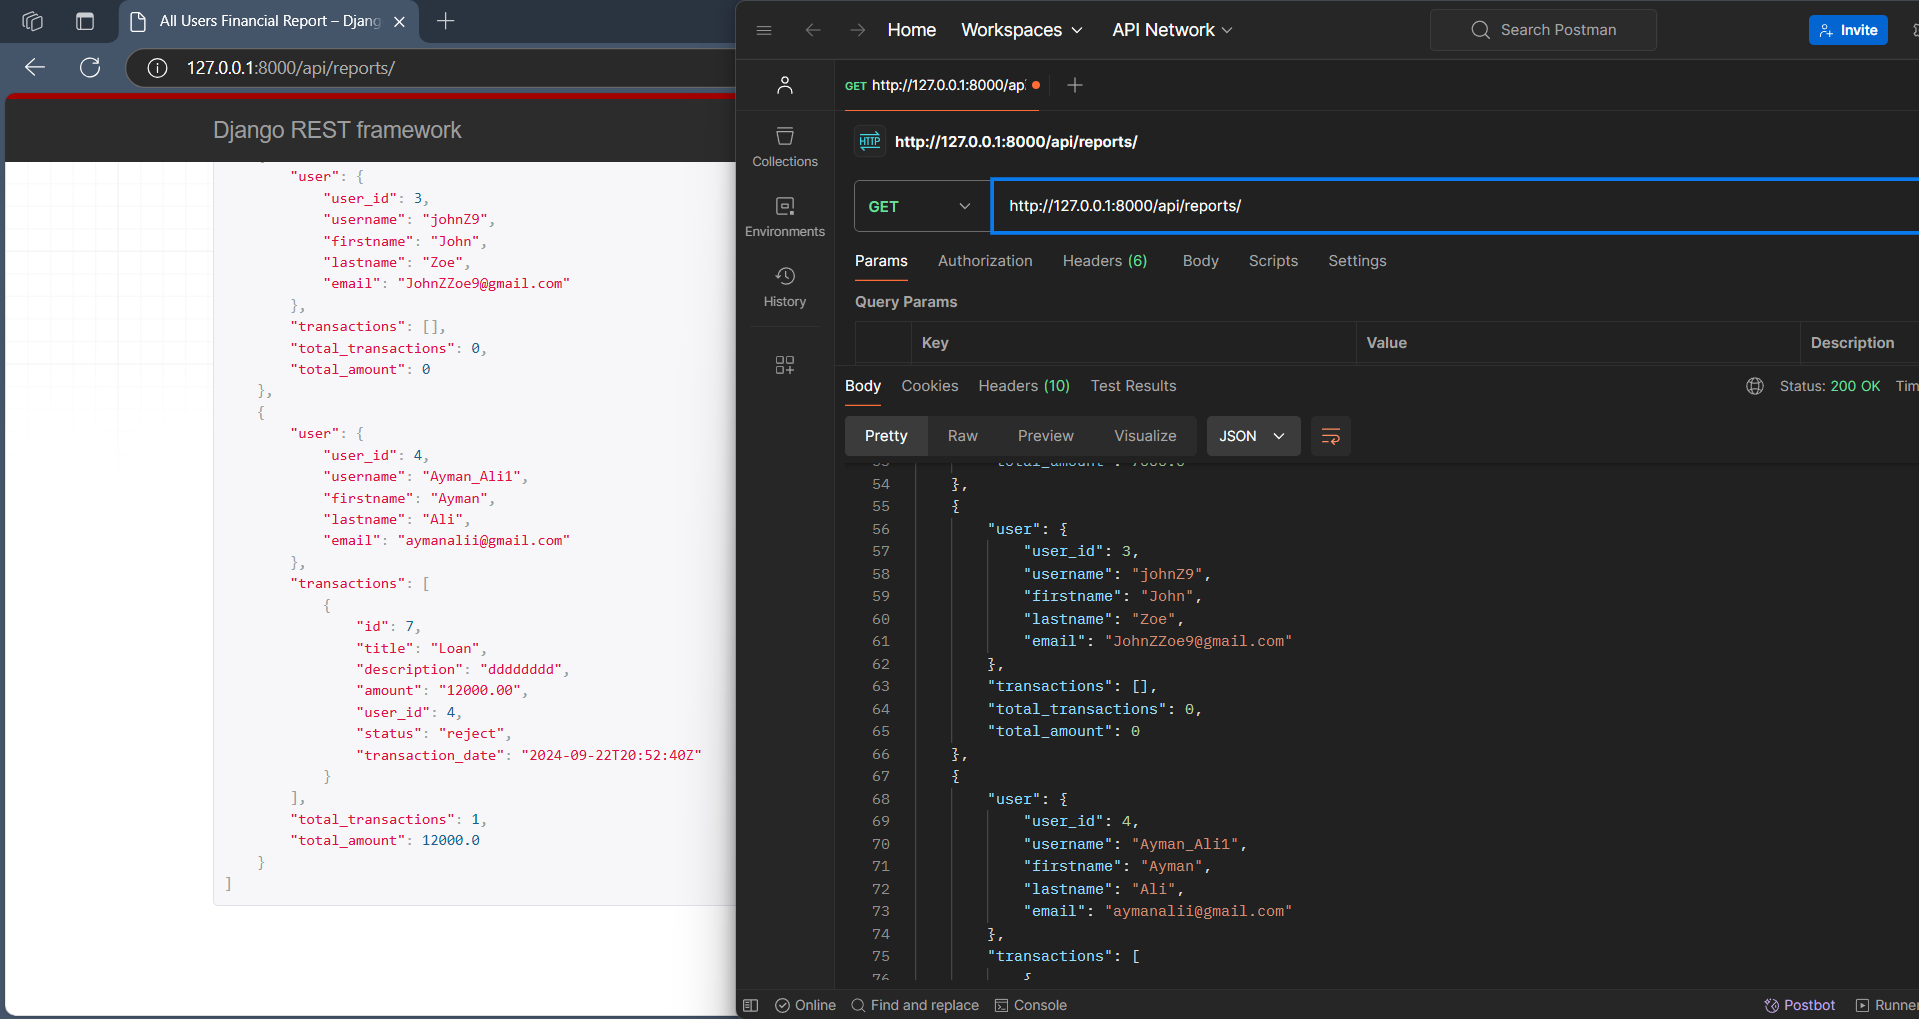 All Users Financial Report – Djang
127.0.0.1:8000/api/reports/
Django REST framework
"user": {
"user_id": 3,
"username": "johnZ9",
"firstname": "John",
"lastname": "Zoe",
"email": "JohnZZoe9@gmail.com"
},
"transactions": [],
"total_transactions": 0,
"total_amount": 0
},
{
"user": {
"user_id": 4,
"username": "Ayman_Ali1",
"firstname": "Ayman",
"lastname": "Ali",
"email": "aymanalii@gmail.com"
},
"transactions": [
{
"id": 7,
"title": "Loan",
"description": "dddddddd",
"amount": "12000.00",
"user_id": 4,
"status": "reject",
"transaction_date": "2024-09-22T20:52:40Z"
}
],
"total_transactions": 1,
"total_amount": 12000.0
}
]
Home Workspaces API Network Search Postman Invite
GET http://127.0.0.1:8000/ap
Collections
Environments
History
HTTP http://127.0.0.1:8000/api/reports/
GET http://127.0.0.1:8000/api/reports/
Params Authorization Headers (6) Body Scripts Settings
Query Params
Key Value Description
Body Cookies Headers (10) Test Results Status: 200 OK Tim
Pretty Raw Preview Visualize JSON
54 },
55 {
56 "user": {
57 "user_id": 3,
58 "username": "johnZ9",
59 "firstname": "John",
60 "lastname": "Zoe",
61 "email": "JohnZZoe9@gmail.com"
62 },
63 "transactions": [],
64 "total_transactions": 0,
65 "total_amount": 0
66 },
67 {
68 "user": {
69 "user_id": 4,
70 "username": "Ayman_Ali1",
71 "firstname": "Ayman",
72 "lastname": "Ali",
73 "email": "aymanalii@gmail.com"
74 },
75 "transactions": [
76 {
Online Find and replace Console Postbot Runner